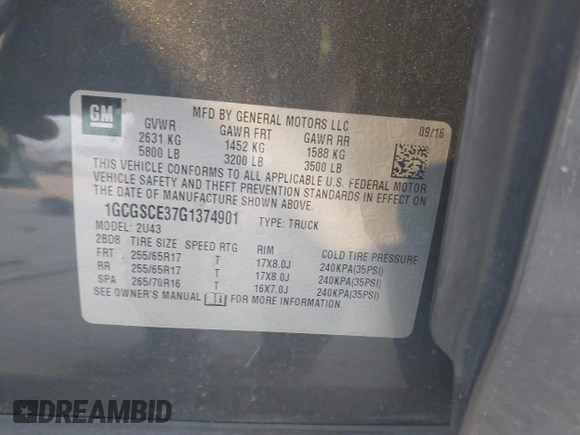 GM
MFD BY GENERAL MOTORS LLC
09/16
GVWR GAWR FRT GAWR RR
2631 KG 1452 KG 1588 KG
5800 LB 3200 LB 3500 LB
THIS VEHICLE CONFORMS TO ALL APPLICABLE U.S. FEDERAL MOTOR
VEHICLE SAFETY AND THEFT PREVENTION STANDARDS IN EFFECT ON
THE DATE OF MANUFACTURE SHOWN ABOVE.
1GCGSCE37G1374901 TYPE: TRUCK
MODEL: 2U43
2BD8 TIRE SIZE SPEED RTG RIM COLD TIRE PRESSURE
FRT 255/65R17 T 17X8.0J 240KPA(35PSI)
RR 255/65R17 T 17X8.0J 240KPA(35PSI)
SPA 265/70R16 T 16X7.0J 240KPA(35PSI)
SEE OWNER'S MANUAL FOR MORE INFORMATION.
DREAMBID